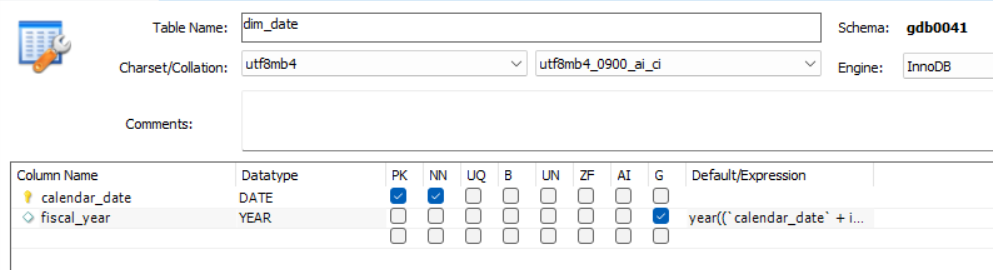 Table Name: dim_date Schema: gdb0041
Charset/Collation: utf8mb4 utf8mb4_0900_ai_ci Engine: InnoDB
Comments:
Column Name Datatype PK NN UQ B UN ZF AI G Default/Expression
calendar_date DATE
fiscal_year YEAR year((`calendar_date` + i...